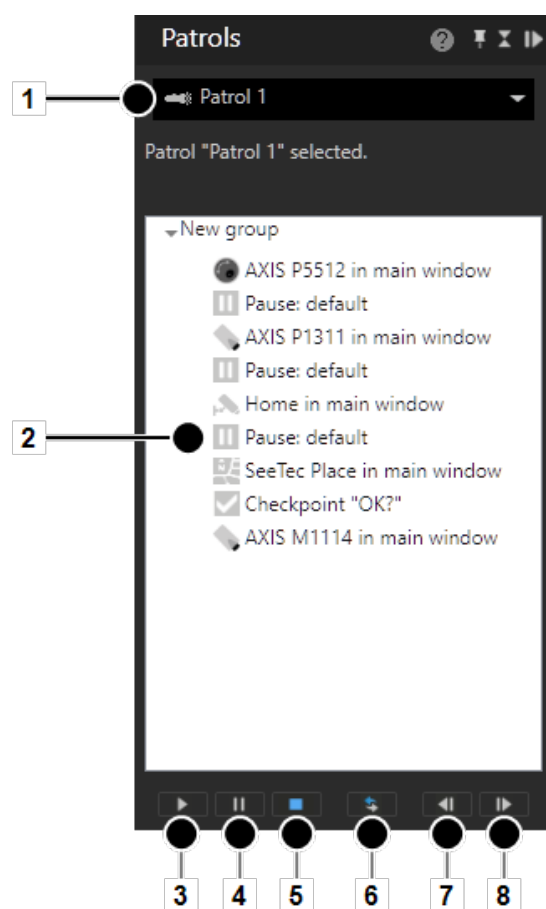 Patrols
1
Patrol 1
Patrol "Patrol 1" selected.
New group
AXIS P5512 in main window
Pause: default
AXIS P1311 in main window
Pause: default
Home in main window
2
Pause: default
SeeTec Place in main window
Checkpoint "OK?"
AXIS M1114 in main window
3 4 5 6 7 8